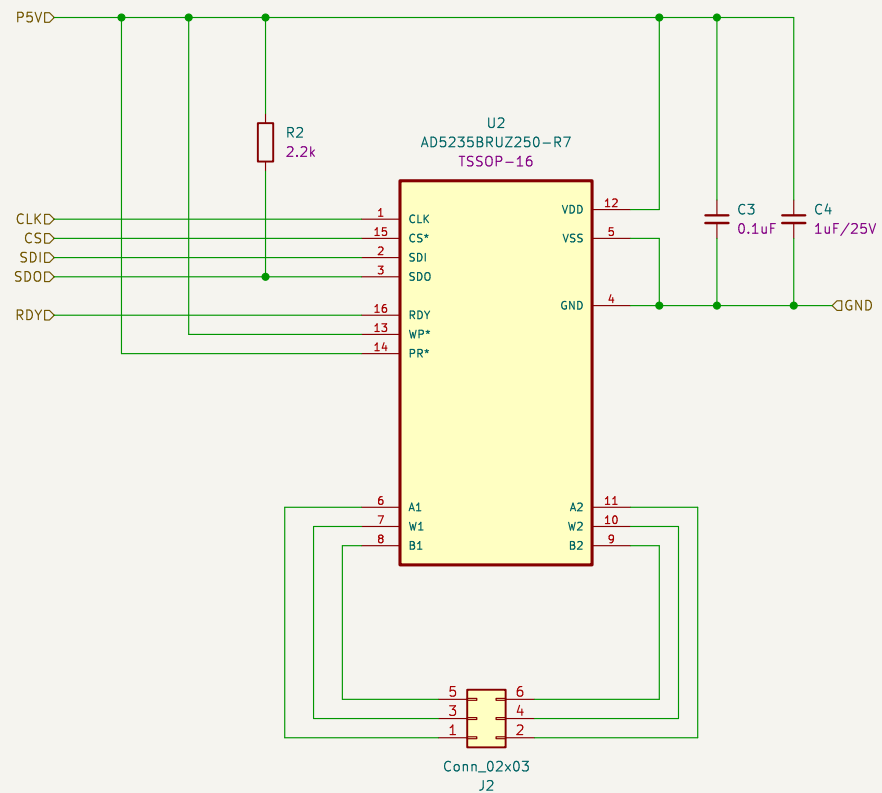 P5V
R2
2.2k
U2
AD5235BRUZ250-R7
TSSOP-16
CLK 1 CLK
CS 15 CS*
SDI 2 SDI
SDO 3 SDO
RDY 16 RDY
13 WP*
14 PR*
VDD 12
VSS 5
GND 4
C3
0.1uF
C4
1uF/25V
GND
6 A1
7 W1
8 B1
A2 11
W2 10
B2 9
5 6
3 4
1 2
Conn_02x03
J2